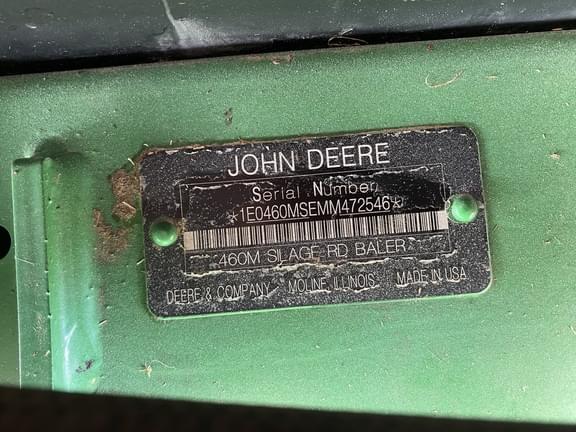 JOHN DEERE
Serial Number
*1E0460MSEMM472546*
460M SILAGE RD BALER
DEERE & COMPANY MOLINE, ILLINOIS MADE IN USA